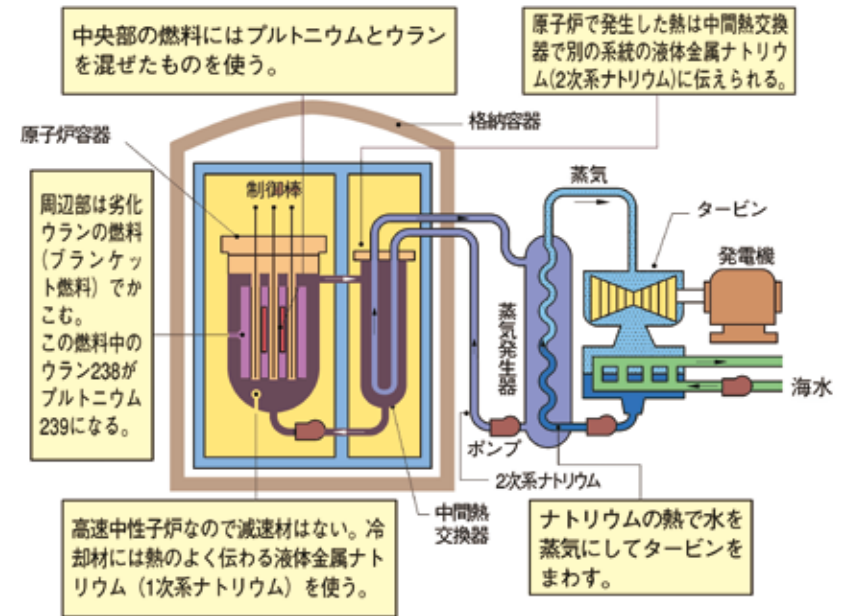 中央部の燃料にはプルトニウムとウラン
を混ぜたものを使う。
原子炉で発生した熱は中間熱交換
器で別の系統の液体金属ナトリウ
ム(2次系ナトリウム)に伝えられる。
原子炉容器
格納容器
周辺部は劣化
ウランの燃料
(ブランケッ
ト燃料)でか
こむ。
この燃料中の
ウラン238が
プルトニウム
239になる。
制御棒
蒸気
タービン
発電機
蒸気発生器
海水
ポンプ
2次系ナトリウム
中間熱
交換器
高速中性子炉なので減速材はない。冷
却材には熱のよく伝わる液体金属ナト
リウム(1次系ナトリウム)を使う。
ナトリウムの熱で水を
蒸気にしてタービンを
まわす。